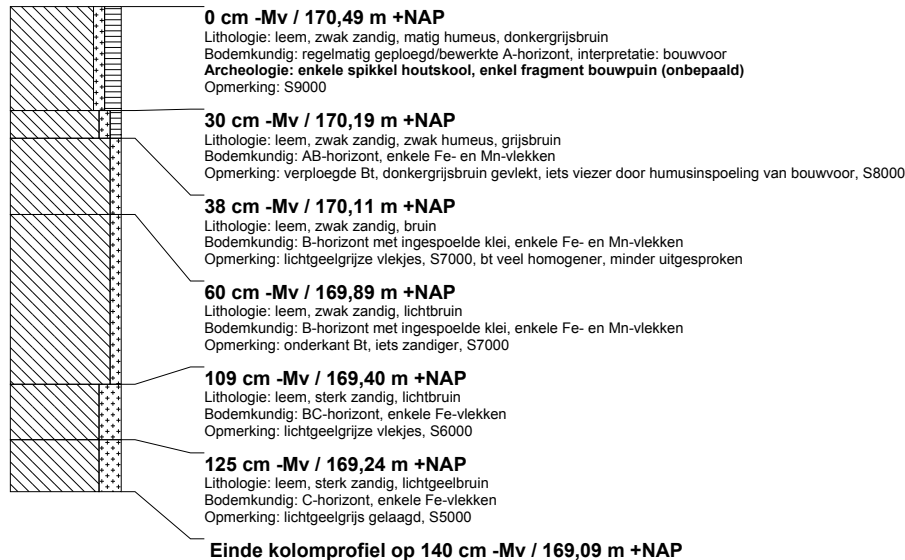 0 cm -Mv / 170,49 m +NAP
Lithologie: leem, zwak zandig, matig humeus, donkergrijsbruin
Bodemkundig: regelmatig geploegd/bewerkte A-horizont, interpretatie: bouwvoor
Archeologie: enkele spikkel houtskool, enkel fragment bouwpuin (onbepaald)
Opmerking: S9000
30 cm -Mv / 170,19 m +NAP
Lithologie: leem, zwak zandig, zwak humeus, grijsbruin
Bodemkundig: AB-horizont, enkele Fe- en Mn-vlekken
Opmerking: verploegde Bt, donkergrijsbruin gevlekt, iets viezer door humusinspoeling van bouwvoor, S8000
38 cm -Mv / 170,11 m +NAP
Lithologie: leem, zwak zandig, bruin
Bodemkundig: B-horizont met ingespoelde klei, enkele Fe- en Mn-vlekken
Opmerking: lichtgeelgrijze vlekjes, S7000, bt veel homogener, minder uitgesproken
60 cm -Mv / 169,89 m +NAP
Lithologie: leem, zwak zandig, lichtbruin
Bodemkundig: B-horizont met ingespoelde klei, enkele Fe- en Mn-vlekken
Opmerking: onderkant Bt, iets zandiger, S7000
109 cm -Mv / 169,40 m +NAP
Lithologie: leem, sterk zandig, lichtbruin
Bodemkundig: BC-horizont, enkele Fe-vlekken
Opmerking: lichtgeelgrijze vlekjes, S6000
125 cm -Mv / 169,24 m +NAP
Lithologie: leem, sterk zandig, lichtgeelbruin
Bodemkundig: C-horizont, enkele Fe-vlekken
Opmerking: lichtgeelgrijs gelaagd, S5000
Einde kolomprofiel op 140 cm -Mv / 169,09 m +NAP